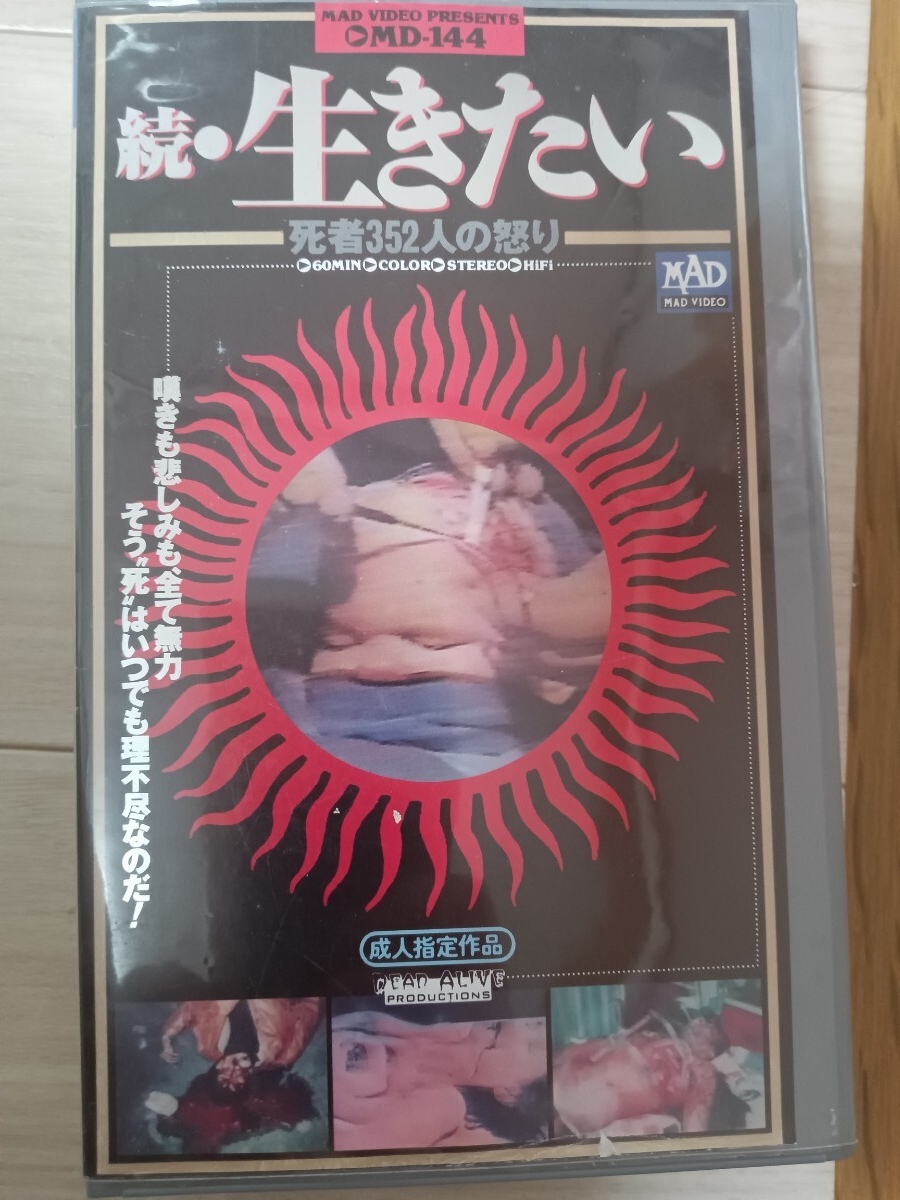 MAD VIDEO PRESENTS
MD-144
続・生きたい
死者352人の怒り
60MIN COLOR STEREO HiFi
MAD
MAD VIDEO
嘆きも悲しみも、全て無力
そう“死”はいつでも理不尽なのだ！
成人指定作品
DEAD ALIVE
PRODUCTIONS